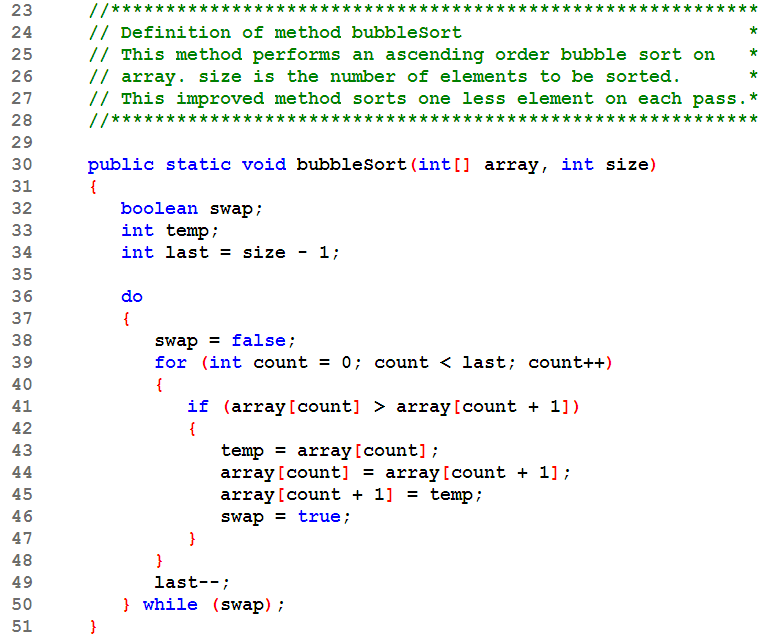 23 //***********************************************************
24 // Definition of method bubbleSort *
25 // This method performs an ascending order bubble sort on *
26 // array. size is the number of elements to be sorted. *
27 // This improved method sorts one less element on each pass.*
28 //***********************************************************
29
30 public static void bubbleSort(int[] array, int size)
31 {
32 boolean swap;
33 int temp;
34 int last = size - 1;
35
36 do
37 {
38 swap = false;
39 for (int count = 0; count < last; count++)
40 {
41 if (array[count] > array[count + 1])
42 {
43 temp = array[count];
44 array[count] = array[count + 1];
45 array[count + 1] = temp;
46 swap = true;
47 }
48 }
49 last--;
50 } while (swap);
51 }